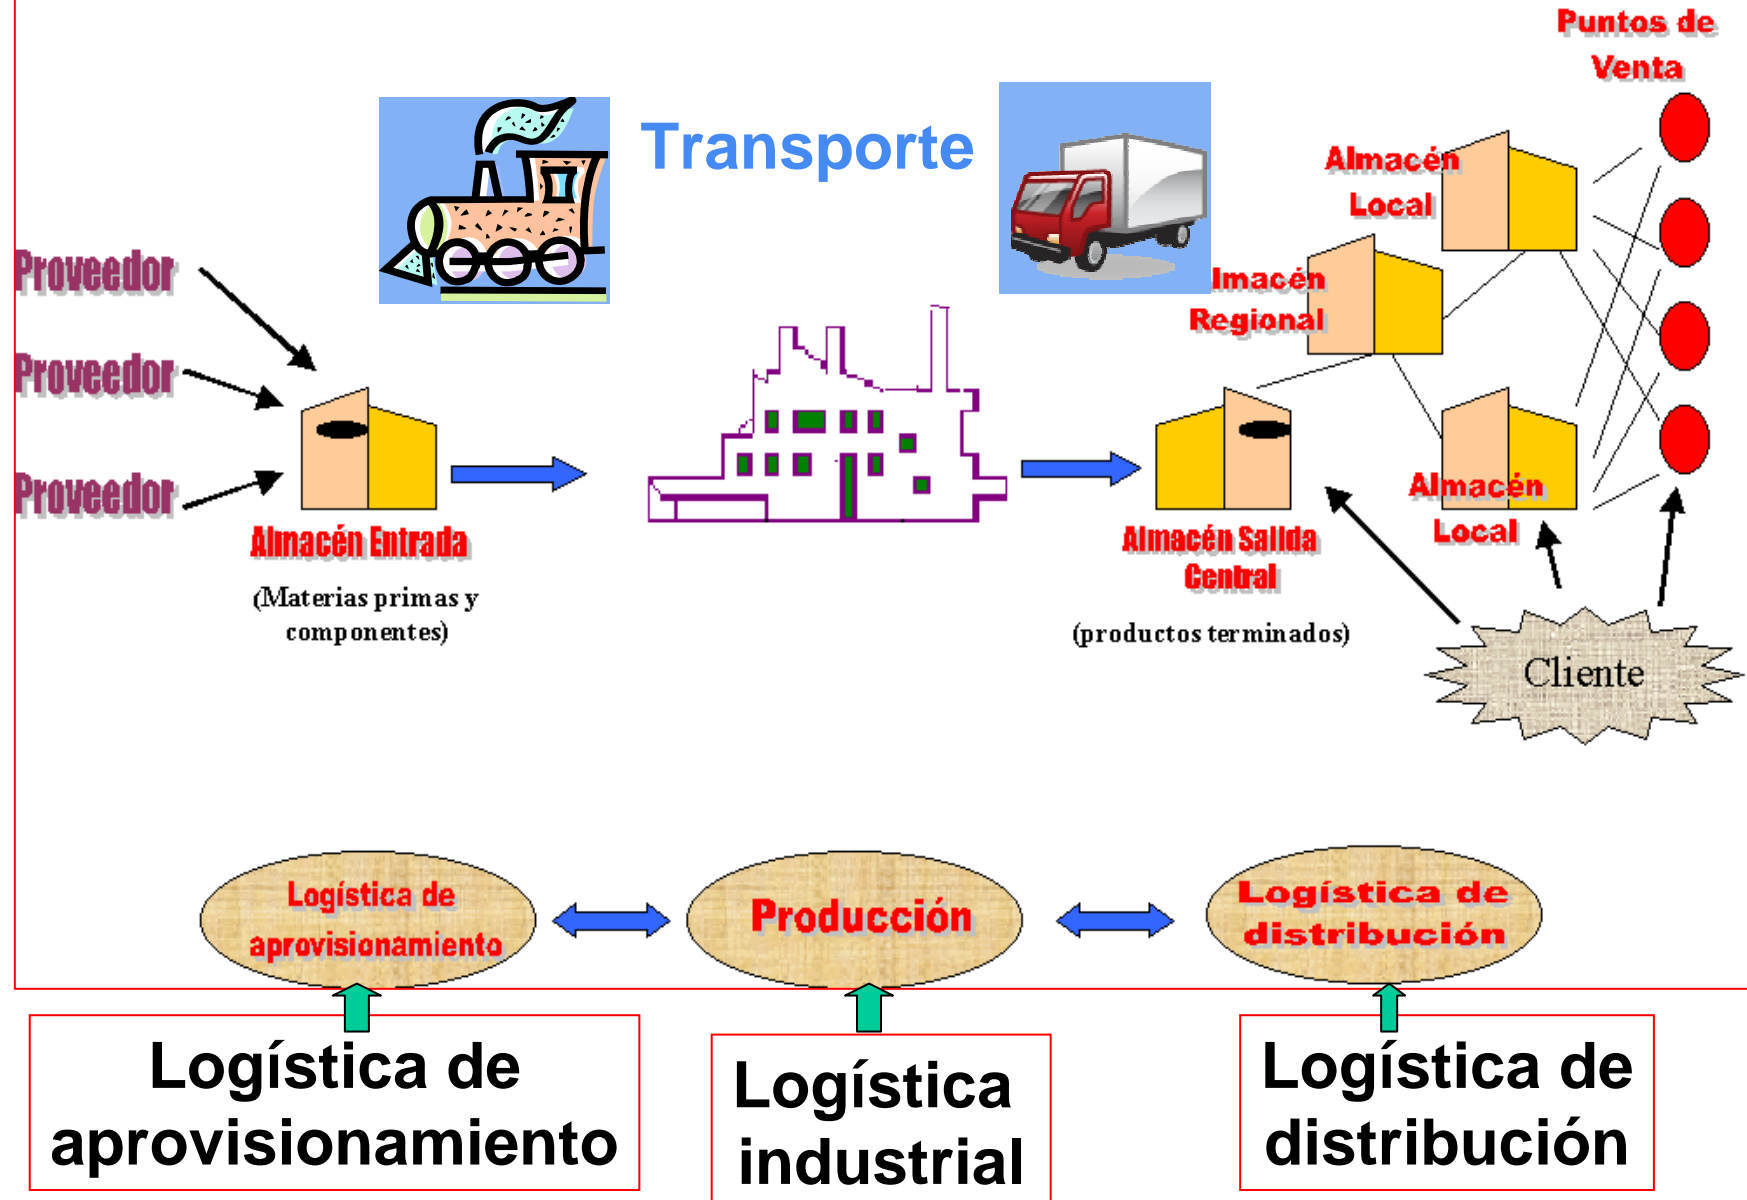 Puntos de
Venta
Transporte
Almacén
Local
lmacén
Regional
Proveedor
Proveedor
Proveedor
Almacén
Local
Almacén Entrada
(Materias primas y
componentes)
Almacén Salida
Central
(productos terminados)
Cliente
Logística de
aprovisionamiento
Producción
Logística de
distribución
Logística de
aprovisionamiento
Logística
industrial
Logística de
distribución